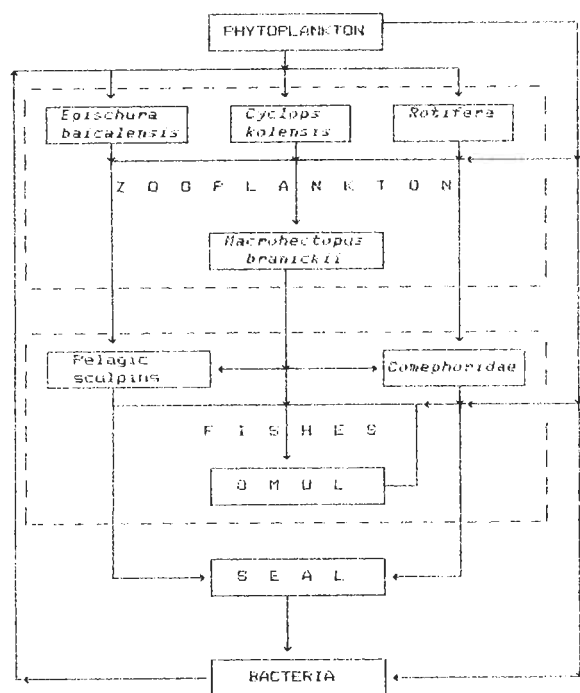 PHYTOPLANKTON
Epischura
baicalensis
Cyclops
kolensis
Rotifera
Z O O P L A N K T O N
Macrohectopus
branickii
Pelagic
sculpins
Comephoridae
F I S H E S
O M U L
S E A L
BACTERIA